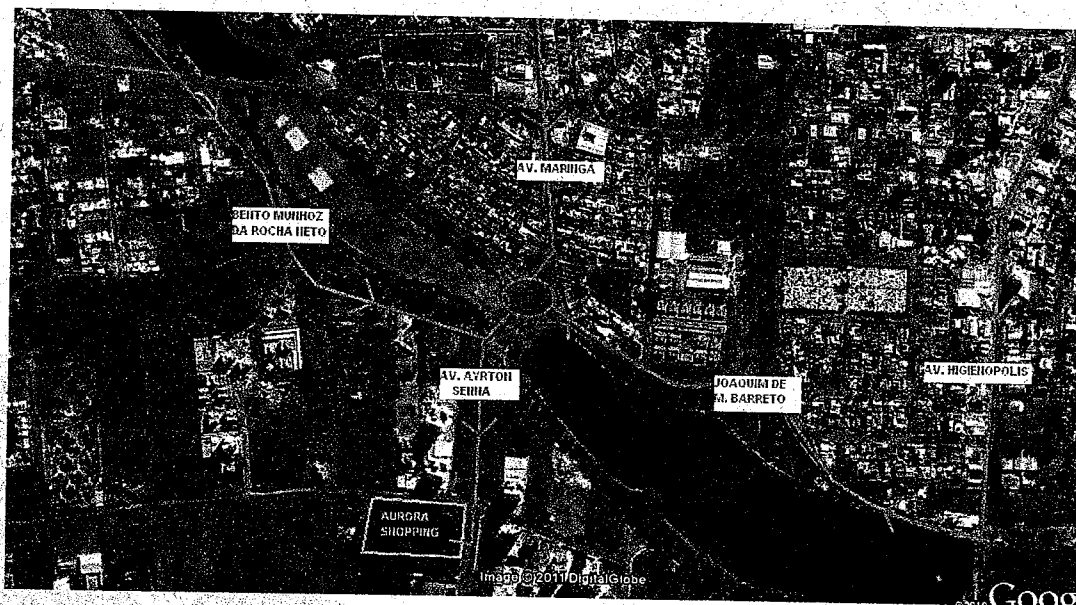 AV. MARINGA
BENTO MUNHOZ
DA ROCHA NETO
AV. AYRTON
SENNA
JOAQUIM DE
M. BARRETO
AV. HIGIENOPOLIS
AURORA
SHOPPING
Image © 2011 DigitalGlobe
Goog